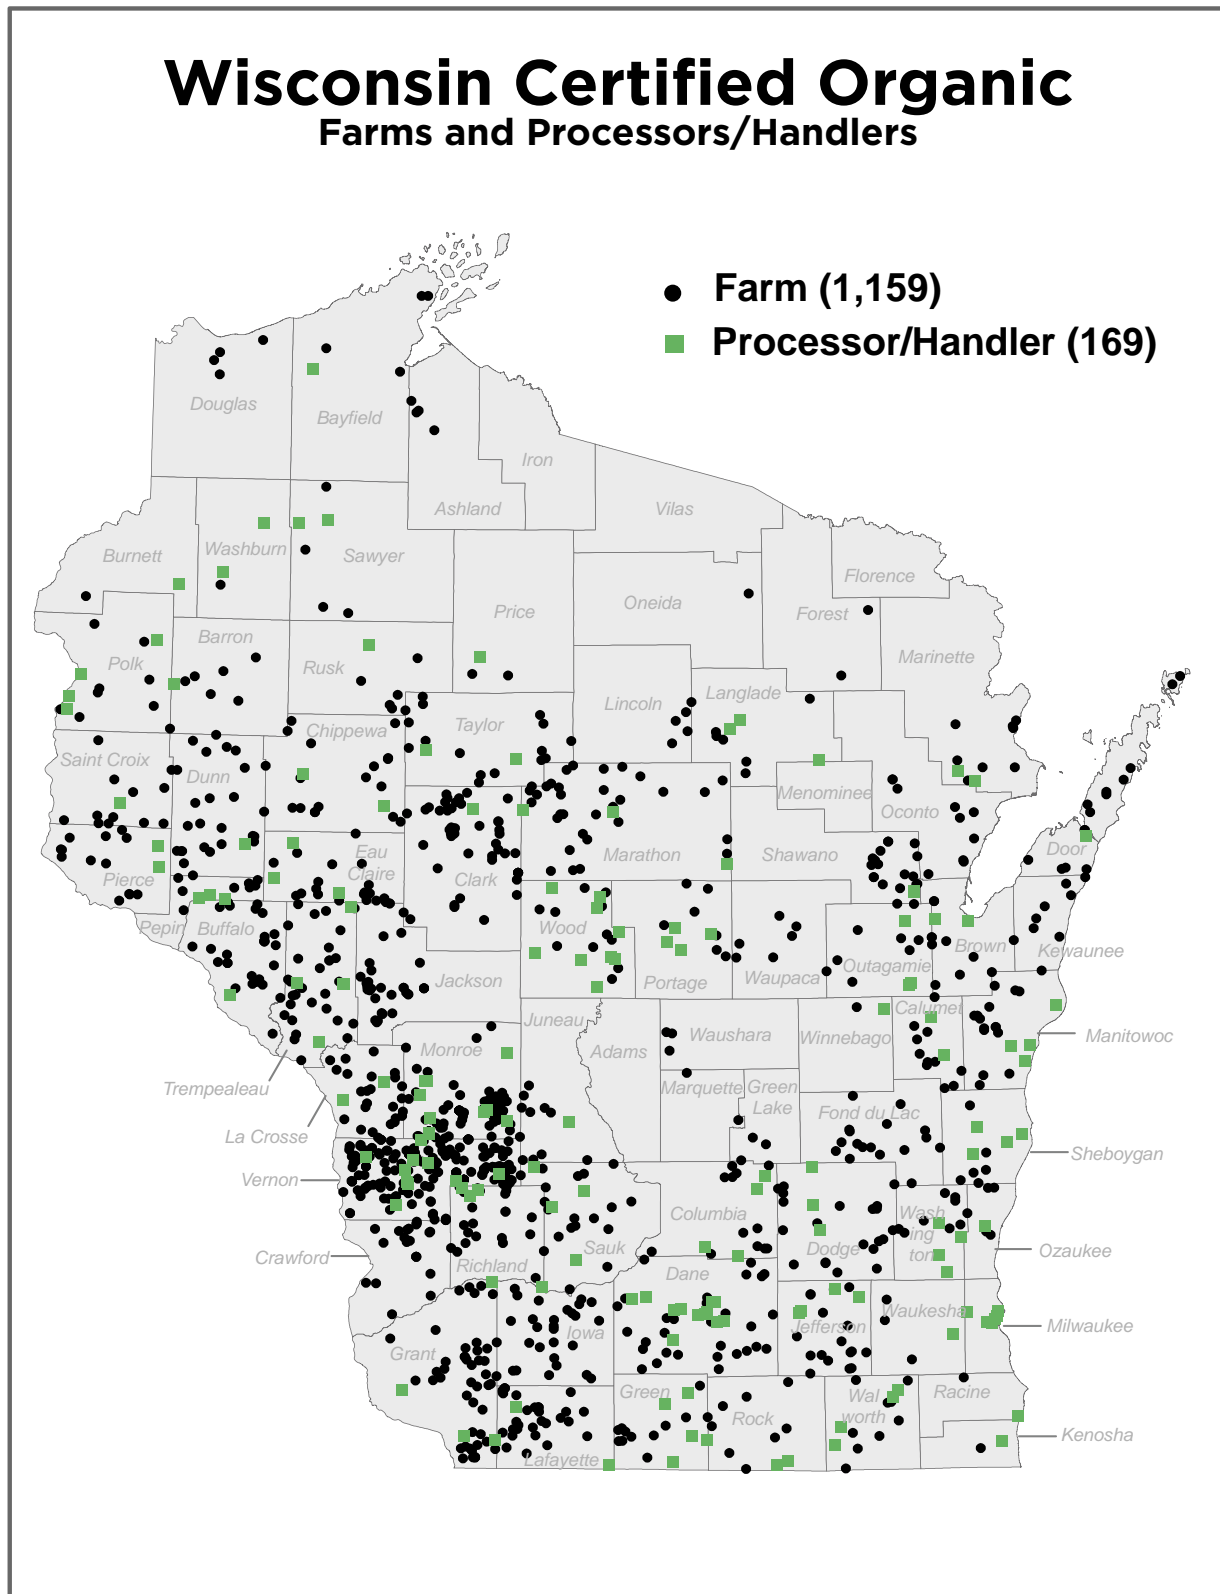 Wisconsin Certified Organic
Farms and Processors/Handlers
Farm (1,159)
Processor/Handler (169)
Douglas
Bayfield
Iron
Ashland
Vilas
Burnett
Washburn
Sawyer
Florence
Price
Oneida
Forest
Barron
Polk
Rusk
Marinette
Lincoln
Langlade
Taylor
Chippewa
Saint Croix
Dunn
Menominee
Oconto
Eau
Claire
Marathon
Shawano
Door
Pierce
Clark
Pepin
Buffalo
Wood
Brown
Kewaunee
Outagamie
Jackson
Portage
Waupaca
Calumet
Juneau
Waushara
Winnebago
Manitowoc
Adams
Monroe
Trempealeau
Marquette
Green
Lake
Fond du Lac
La Crosse
Sheboygan
Vernon
Columbia
Wash
ing
ton
Crawford
Richland
Sauk
Dodge
Ozaukee
Dane
Iowa
Jefferson
Waukesha
Milwaukee
Grant
Green
Rock
Wal
worth
Racine
Kenosha
Lafayette